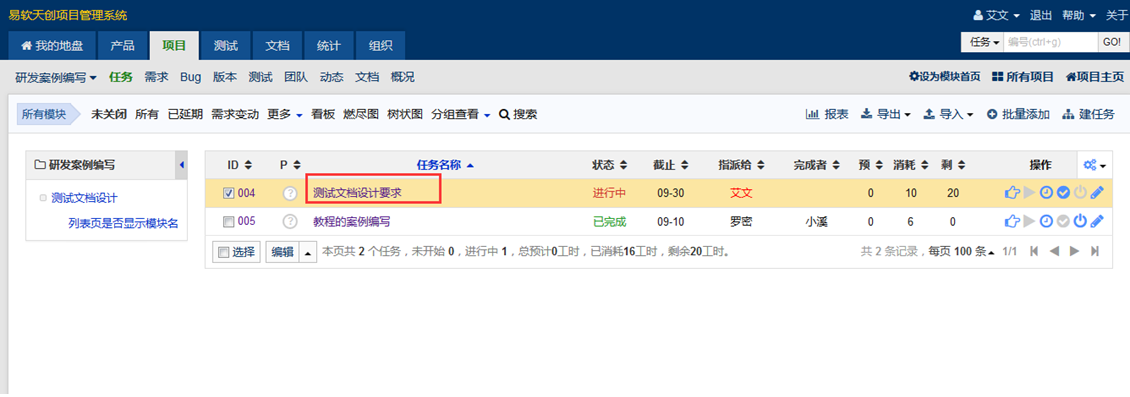 易软天创项目管理系统
艾文 退出 帮助 关于
我的地盘 产品 项目 测试 文档 统计 组织
任务 编号(ctrl+g) GO!
研发案例编写 任务 需求 Bug 版本 测试 团队 动态 文档 概况
设为模块首页 所有项目 项目主页
所有模块 未关闭 所有 已延期 需求变动 更多 看板 燃尽图 树状图 分组查看 搜索
报表 导出 导入 批量添加 建任务
研发案例编写
测试文档设计
列表页是否显示模块名
ID P 任务名称 状态 截止 指派给 完成者 预 消耗 剩 操作
004 ? 测试文档设计要求 进行中 09-30 艾文 0 10 20
005 ? 教程的案例编写 已完成 09-10 罗密 小溪 0 6 0
选择 编辑 本页共 2 个任务，未开始 0，进行中 1，总预计0工时，已消耗16工时，剩余20工时。
共 2 条记录，每页 100 条 1/1